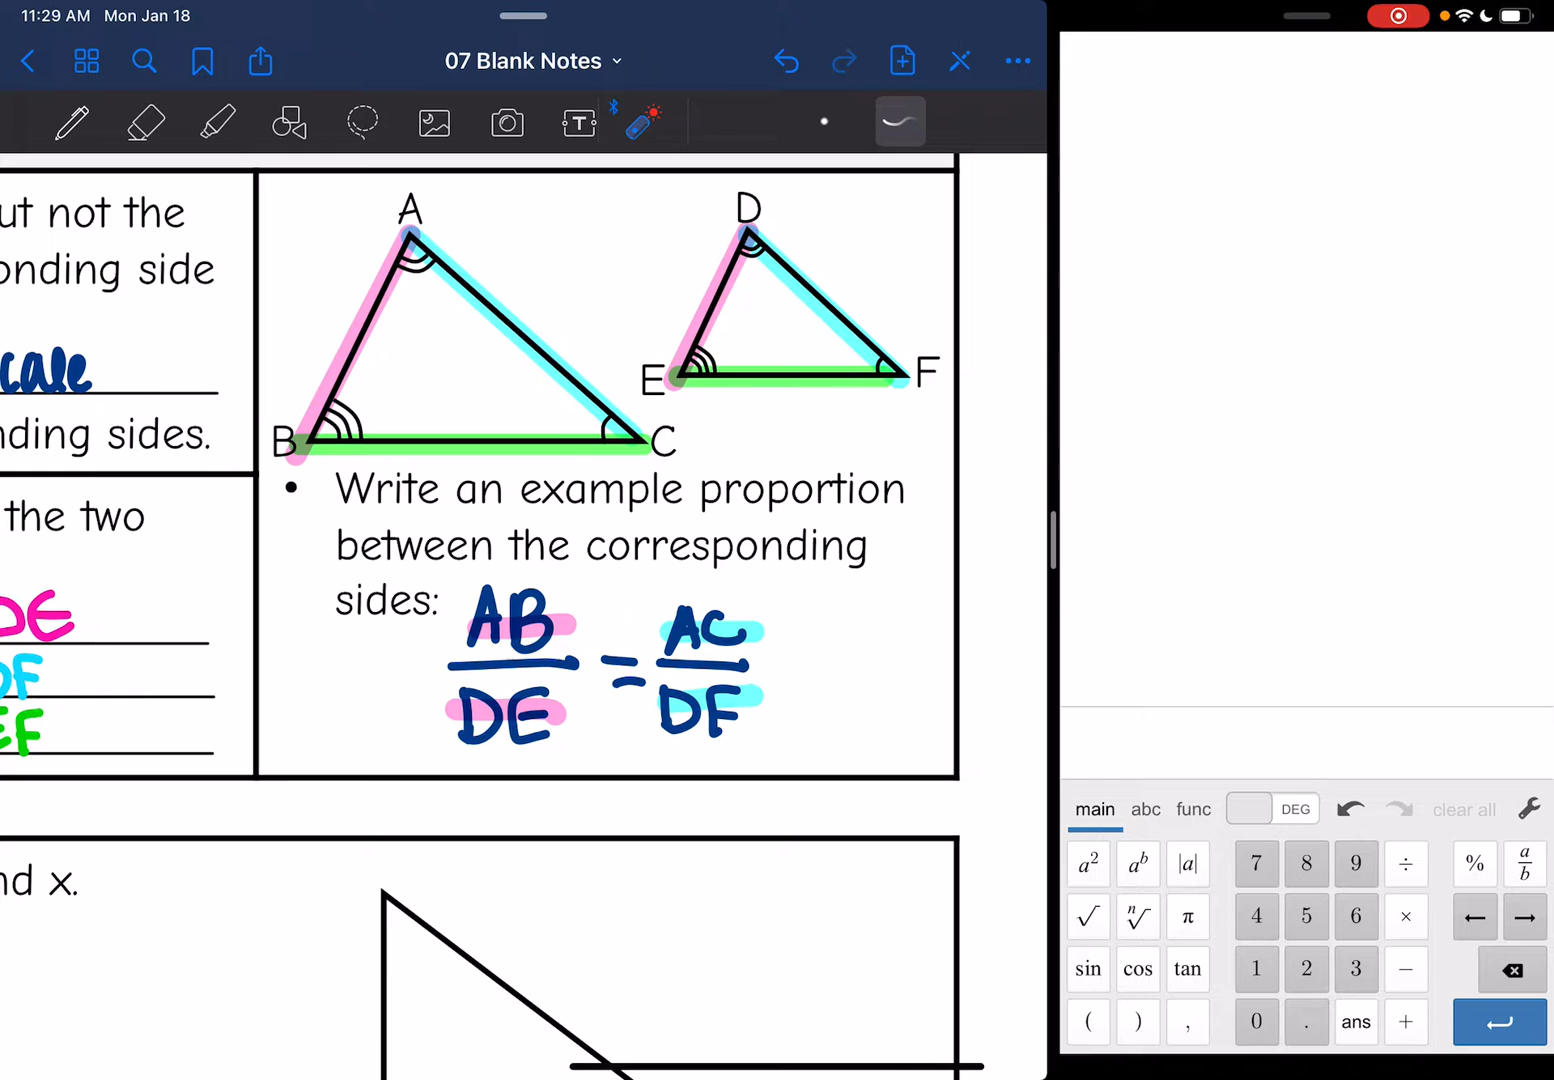 11:29 AM Mon Jan 18
07 Blank Notes
T
ut not the
onding side
cale
nding sides.
the two
DE
DF
EF
A
D
E
F
B
C
• Write an example proportion
between the corresponding
sides:
AB = AC
DE DF
nd x.
main abc func DEG clear all
a² aᵇ |a| 7 8 9 ÷ % a/b
√ ⁿ√ π 4 5 6 × ← →
sin cos tan 1 2 3 −
( ) , 0 . ans +